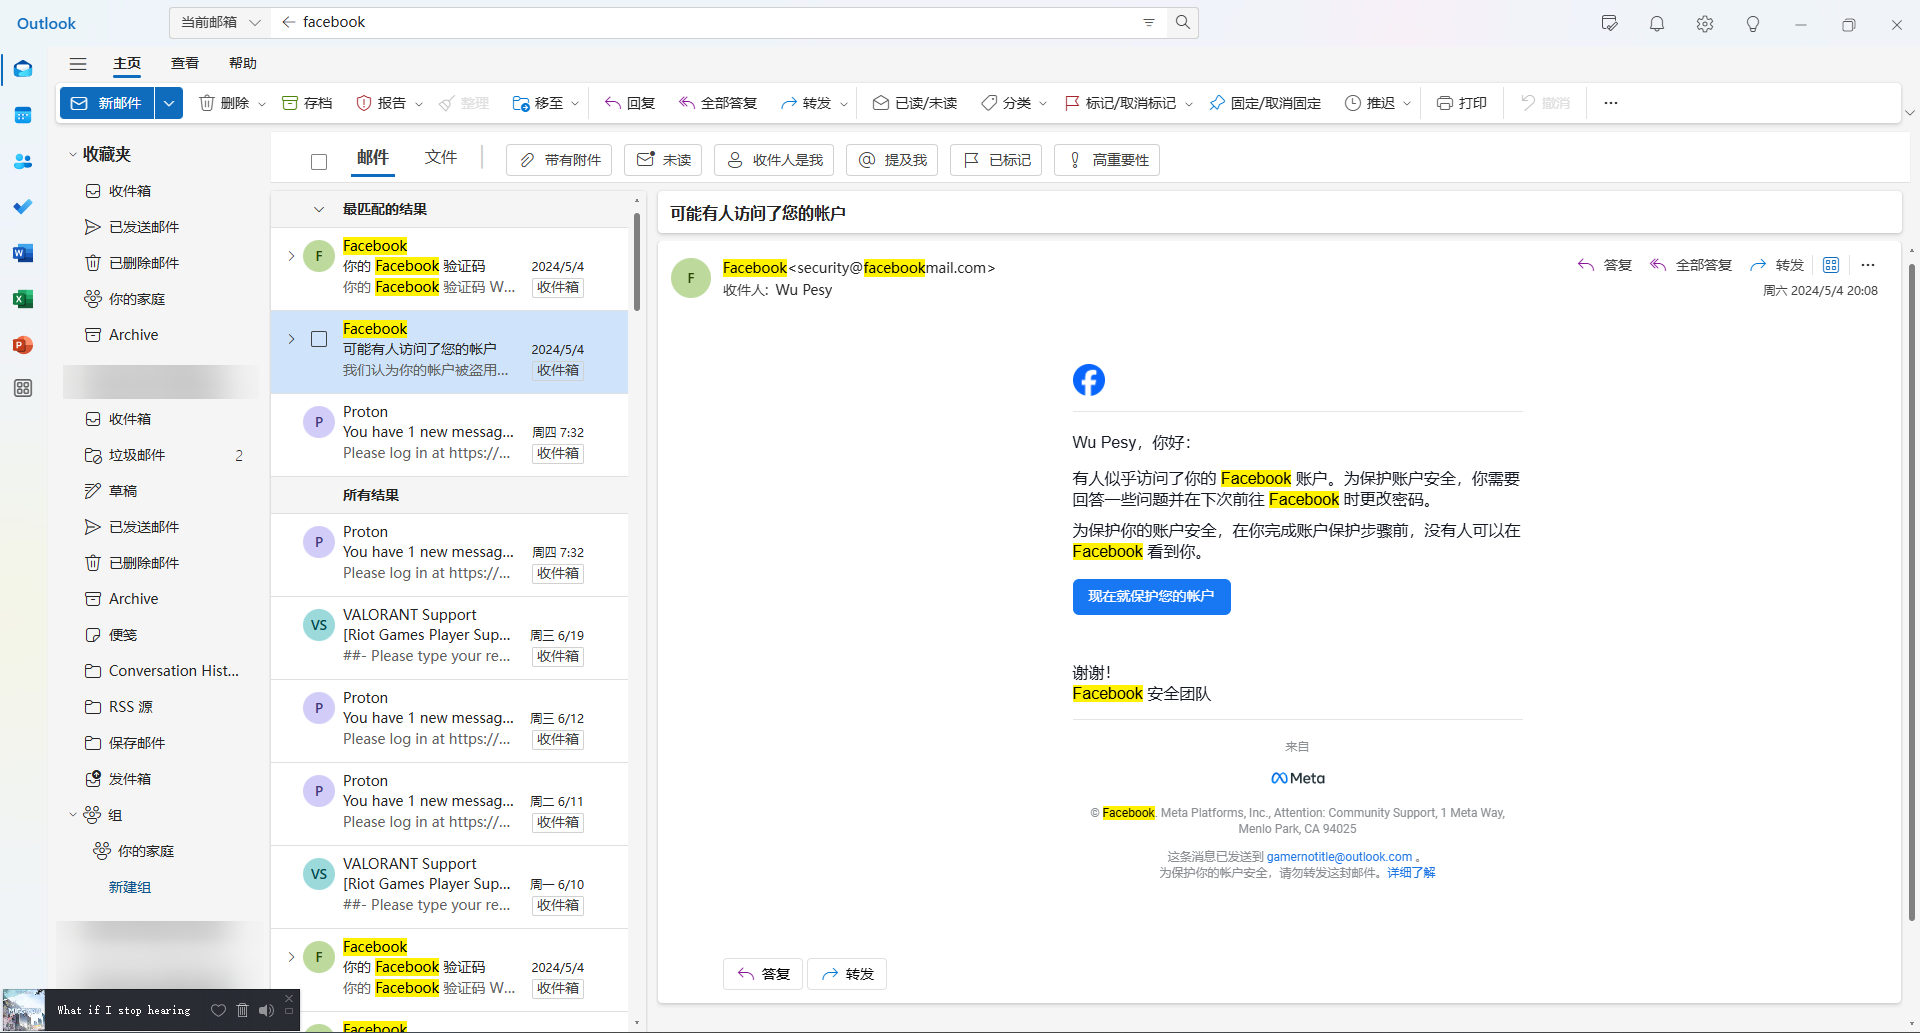 Outlook
当前邮箱
facebook
主页
查看
帮助
新邮件
删除
存档
报告
整理
移至
回复
全部答复
转发
已读/未读
分类
标记/取消标记
固定/取消固定
推迟
打印
撤消
收藏夹
收件箱
已发送邮件
已删除邮件
你的家庭
Archive
收件箱
垃圾邮件 2
草稿
已发送邮件
已删除邮件
Archive
便笺
Conversation Hist...
RSS 源
保存邮件
发件箱
组
你的家庭
新建组
What if I stop hearing
邮件
文件
带有附件
未读
收件人是我
提及我
已标记
高重要性
最匹配的结果
F
Facebook
你的 Facebook 验证码 2024/5/4
你的 Facebook 验证码 W... 收件箱
Facebook
可能有人访问了您的帐户 2024/5/4
我们认为你的帐户被盗用... 收件箱
P
Proton
You have 1 new messag... 周四 7:32
Please log in at https://... 收件箱
所有结果
P
Proton
You have 1 new messag... 周四 7:32
Please log in at https://... 收件箱
VS
VALORANT Support
[Riot Games Player Sup... 周三 6/19
##- Please type your re... 收件箱
P
Proton
You have 1 new messag... 周三 6/12
Please log in at https://... 收件箱
P
Proton
You have 1 new messag... 周二 6/11
Please log in at https://... 收件箱
VS
VALORANT Support
[Riot Games Player Sup... 周一 6/10
##- Please type your re... 收件箱
F
Facebook
你的 Facebook 验证码 2024/5/4
你的 Facebook 验证码 W... 收件箱
Facebook
可能有人访问了您的帐户
F
Facebook<security@facebookmail.com>
收件人: Wu Pesy
答复
全部答复
转发
周六 2024/5/4 20:08
Wu Pesy，你好：
有人似乎访问了你的 Facebook 账户。为保护账户安全，你需要
回答一些问题并在下次前往 Facebook 时更改密码。
为保护你的账户安全，在你完成账户保护步骤前，没有人可以在
Facebook 看到你。
现在就保护您的帐户
谢谢！
Facebook 安全团队
来自
Meta
© Facebook. Meta Platforms, Inc., Attention: Community Support, 1 Meta Way,
Menlo Park, CA 94025
这条消息已发送到 gamernotitle@outlook.com 。
为保护你的帐户安全，请勿转发这封邮件。详细了解
答复
转发